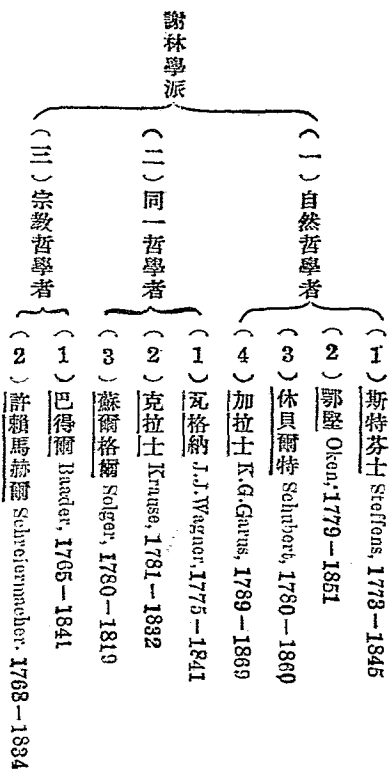 謝林學派
(一)自然哲學者
(1)斯特芬士 Steffens, 1773–1845
(2)鄂堅 Oken, 1779–1851
(3)休貝爾特 Schubert, 1780–1860
(4)加拉士 K.G.Garus, 1789–1869
(二)同一哲學者
(1)瓦格納 J.J.Wagner, 1775–1841
(2)克拉士 Krause, 1781–1832
(3)蘇爾格爾 Solger, 1780–1819
(三)宗教哲學者
(1)巴得爾 Baader, 1765–1841
(2)許賴馬赫爾 Schreiermacher, 1768–1834